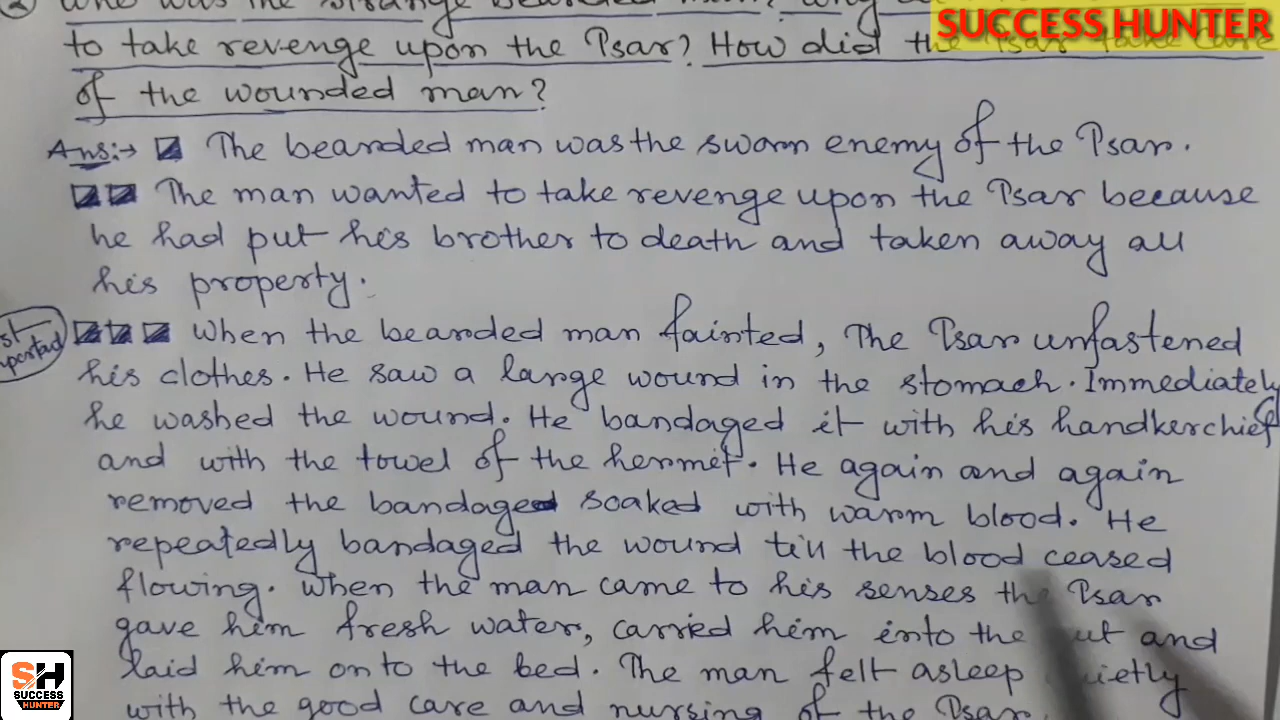 SUCCESS HUNTER
to take revenge upon the Tsar? How did the Tsar take care
of the wounded man?
Ans:→ The bearded man was the sworn enemy of the Tsar.
The man wanted to take revenge upon the Tsar because
he had put his brother to death and taken away all
his property.
When the bearded man fainted, The Tsar unfastened
his clothes. He saw a large wound in the stomach. Immediately
he washed the wound. He bandaged it with his handkerchief
and with the towel of the hermit. He again and again
removed the bandage soaked with warm blood. He
repeatedly bandaged the wound till the blood ceased
flowing. When the man came to his senses the Tsar
gave him fresh water, carried him into the and
laid him on to the bed. The man felt asleep
with the good care and nursing of the Tsar.
SH
SUCCESS
HUNTER